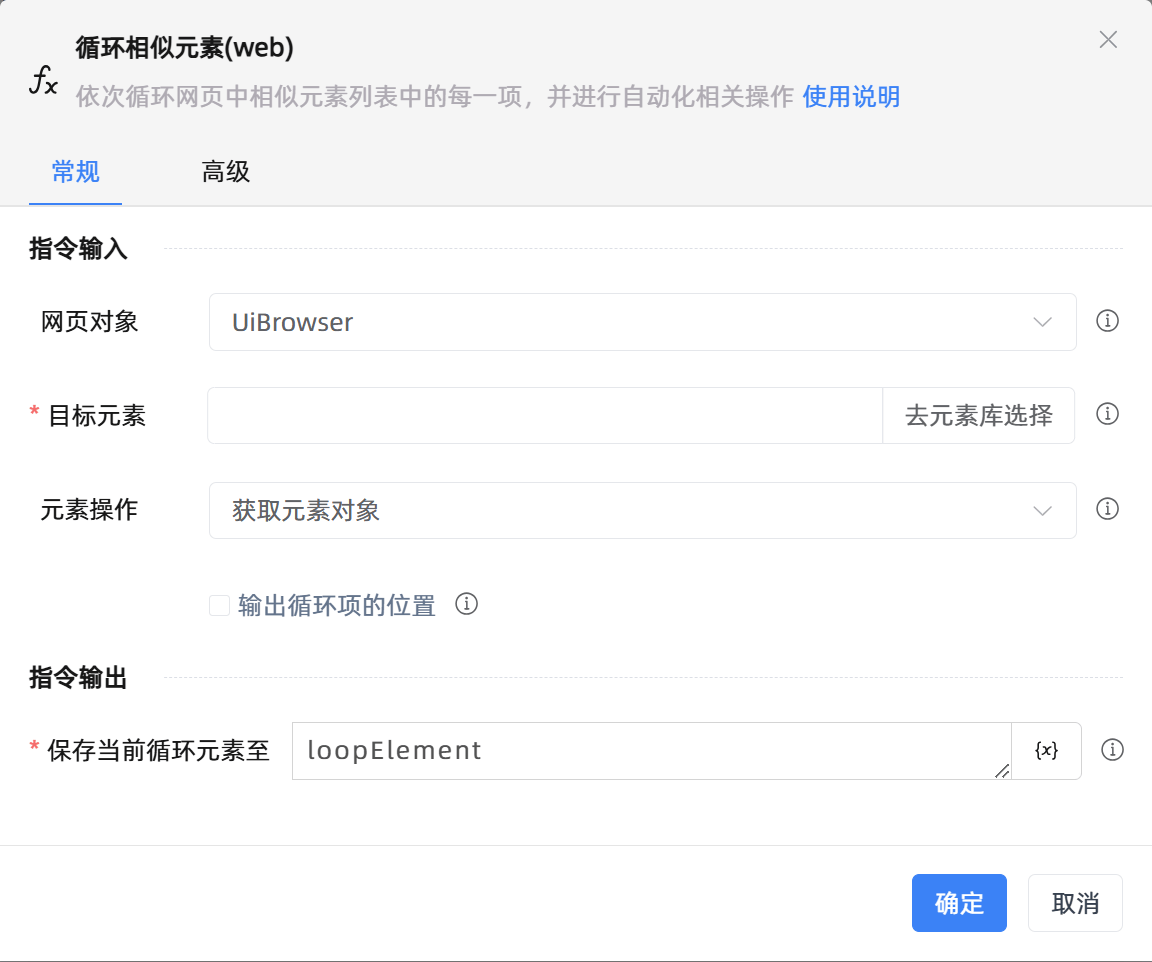 循环相似元素(web)
fx
依次循环网页中相似元素列表中的每一项，并进行自动化相关操作 使用说明
常规 高级
指令输入
网页对象 UiBrowser
* 目标元素 去元素库选择
元素操作 获取元素对象
输出循环项的位置
指令输出
* 保存当前循环元素至 loopElement {x}
确定 取消